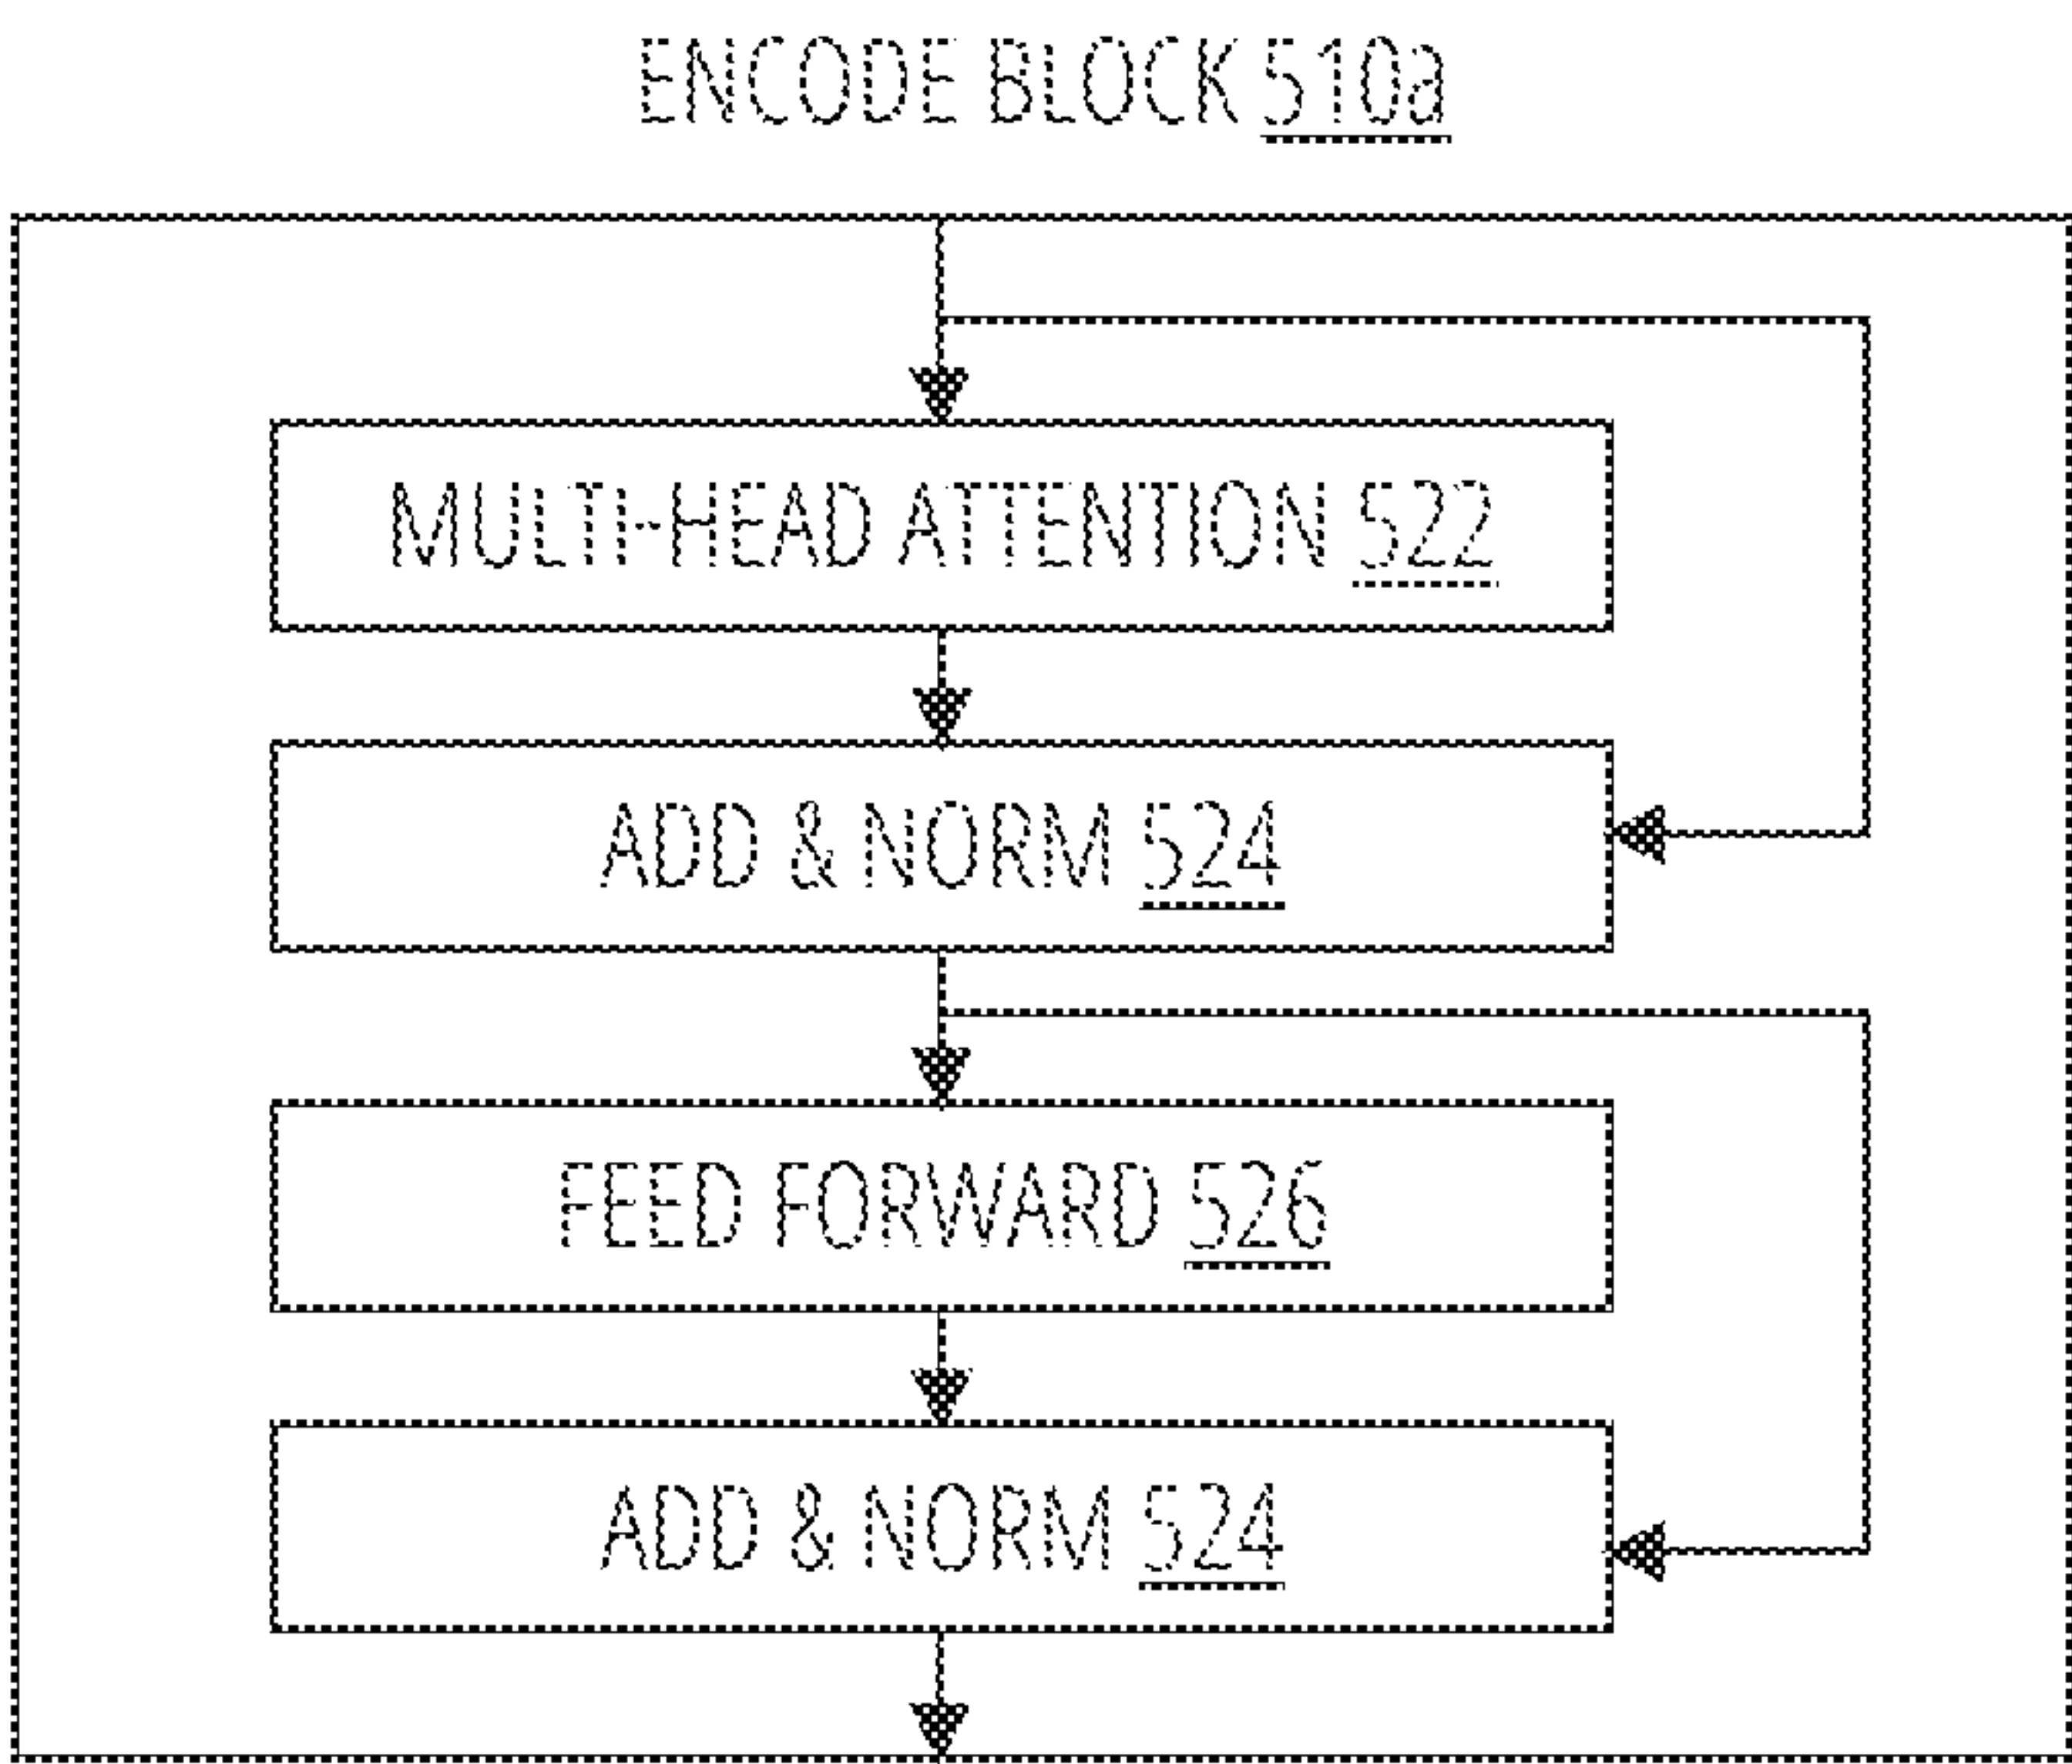 ENCODE BLOCK 510a
MULTI-HEAD ATTENTION 522
ADD & NORM 524
FEED FORWARD 526
ADD & NORM 524